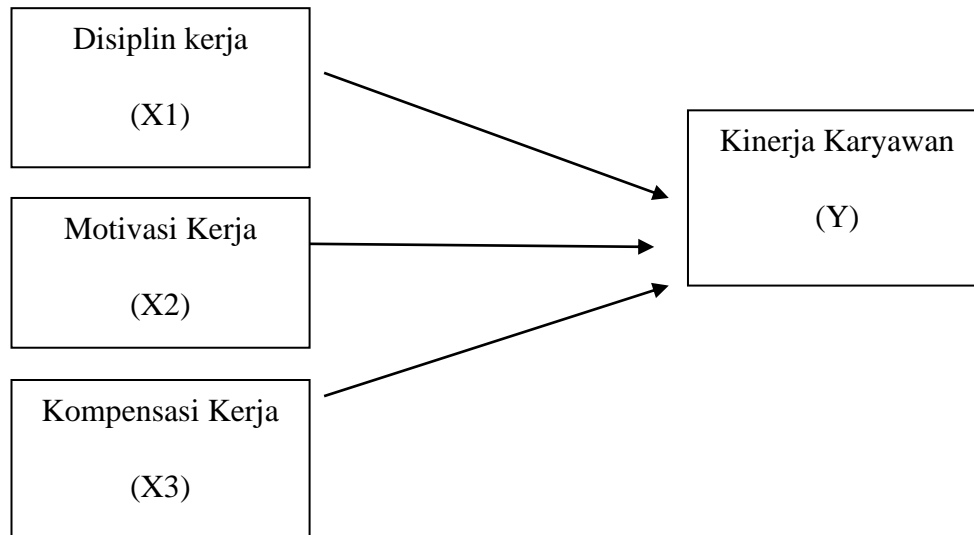 Disiplin kerja
(X1)
Motivasi Kerja
(X2)
Kompensasi Kerja
(X3)
Kinerja Karyawan
(Y)